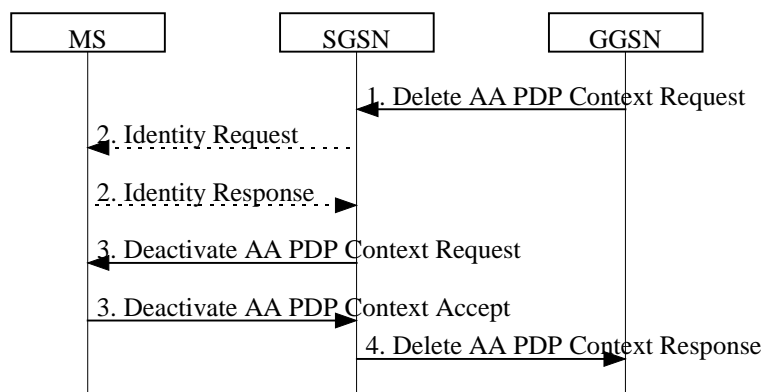 MS
SGSN
GGSN
1. Delete AA PDP Context Request
2. Identity Request
2. Identity Response
3. Deactivate AA PDP Context Request
3. Deactivate AA PDP Context Accept
4. Delete AA PDP Context Response